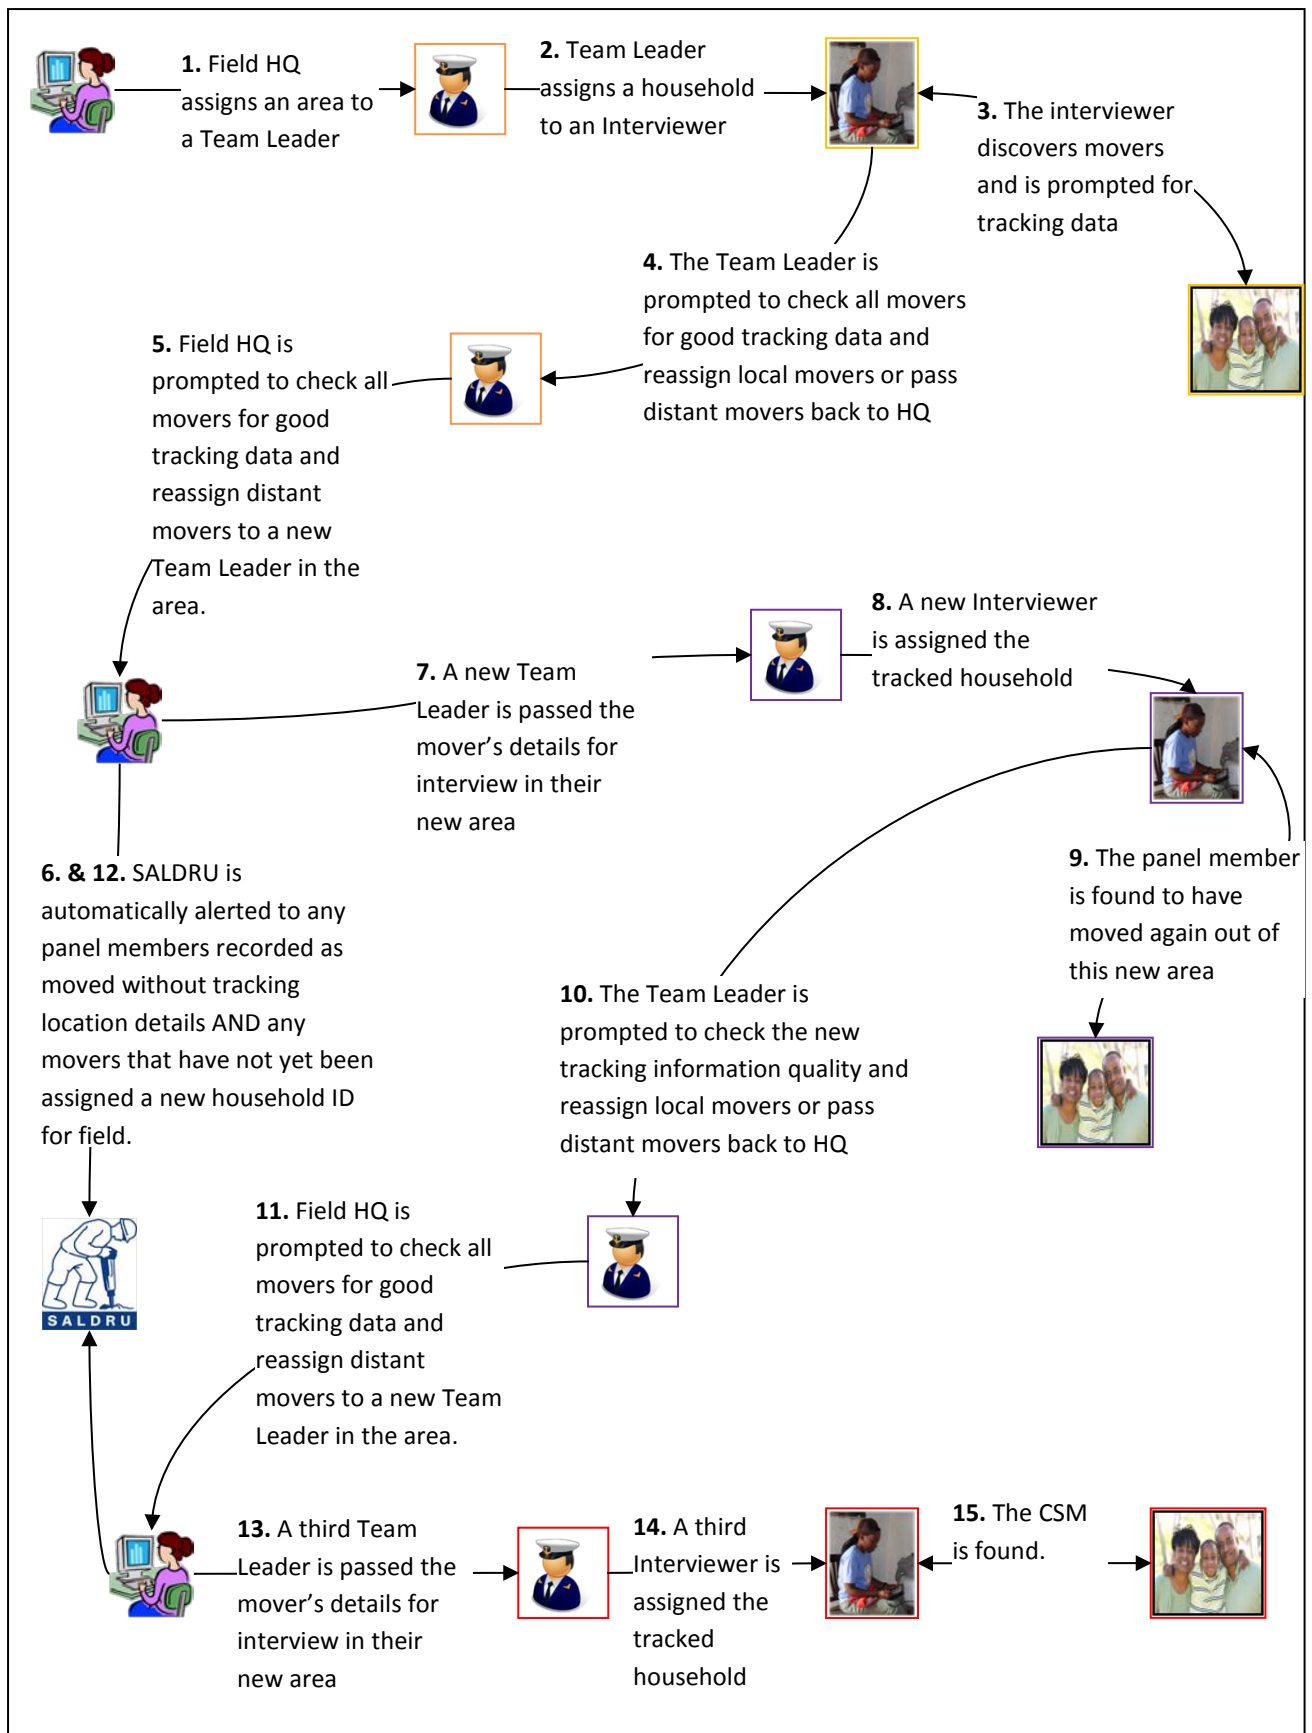 1. Field HQ
assigns an area to
a Team Leader
2. Team Leader
assigns a household
to an Interviewer
3. The interviewer
discovers movers
and is prompted for
tracking data
4. The Team Leader is
prompted to check all movers
for good tracking data and
reassign local movers or pass
distant movers back to HQ
5. Field HQ is
prompted to check all
movers for good
tracking data and
reassign distant
movers to a new
Team Leader in the
area.
6. & 12. SALDRU is
automatically alerted to any
panel members recorded as
moved without tracking
location details AND any
movers that have not yet been
assigned a new household ID
for field.
SALDRU
7. A new Team
Leader is passed the
mover’s details for
interview in their
new area
8. A new Interviewer
is assigned the
tracked household
9. The panel member
is found to have
moved again out of
this new area
10. The Team Leader is
prompted to check the new
tracking information quality and
reassign local movers or pass
distant movers back to HQ
11. Field HQ is
prompted to check all
movers for good
tracking data and
reassign distant
movers to a new Team
Leader in the area.
13. A third Team
Leader is passed the
mover’s details for
interview in their
new area
14. A third
Interviewer is
assigned the
tracked
household
15. The CSM
is found.